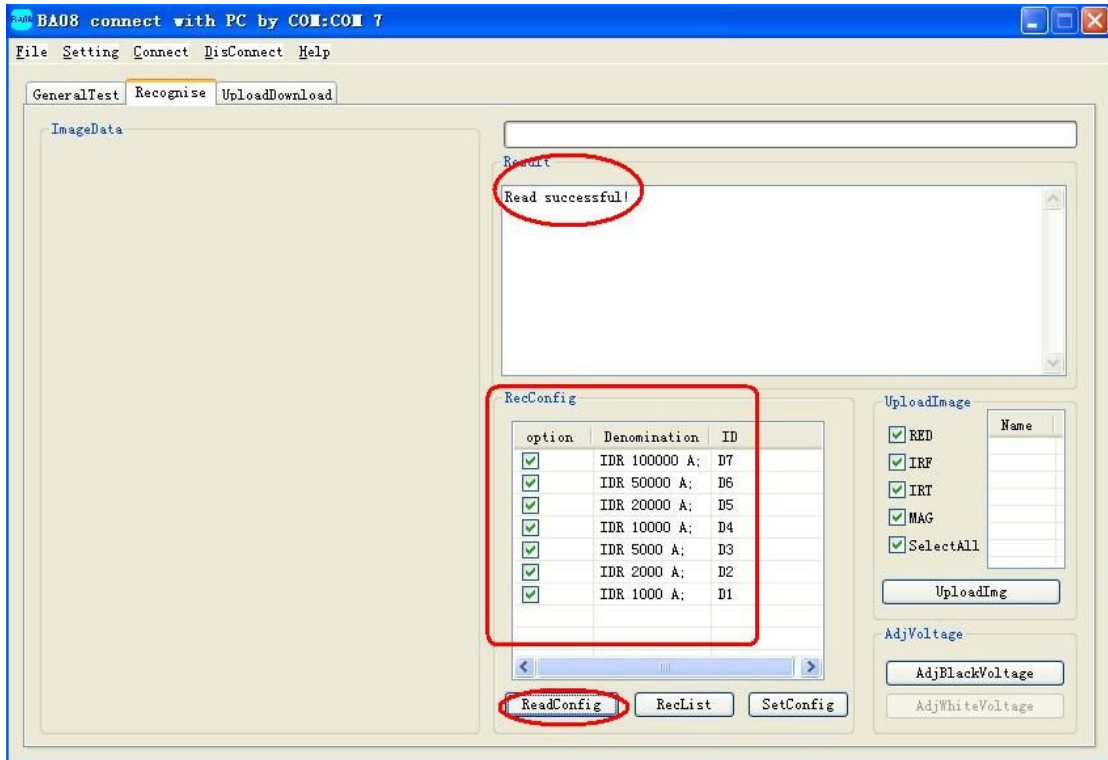 BA08 BA08 connect with PC by COM:COM 7
File Setting Connect DisConnect Help
GeneralTest Recognise UploadDownload
ImageData
Result
Read successful!
RecConfig
option Denomination ID
IDR 100000 A; D7
IDR 50000 A; D6
IDR 20000 A; D5
IDR 10000 A; D4
IDR 5000 A; D3
IDR 2000 A; D2
IDR 1000 A; D1
ReadConfig RecList SetConfig
UploadImage
Name
RED
IRF
IRT
MAG
SelectAll
UploadImg
AdjVoltage
AdjBlackVoltage
AdjWhiteVoltage